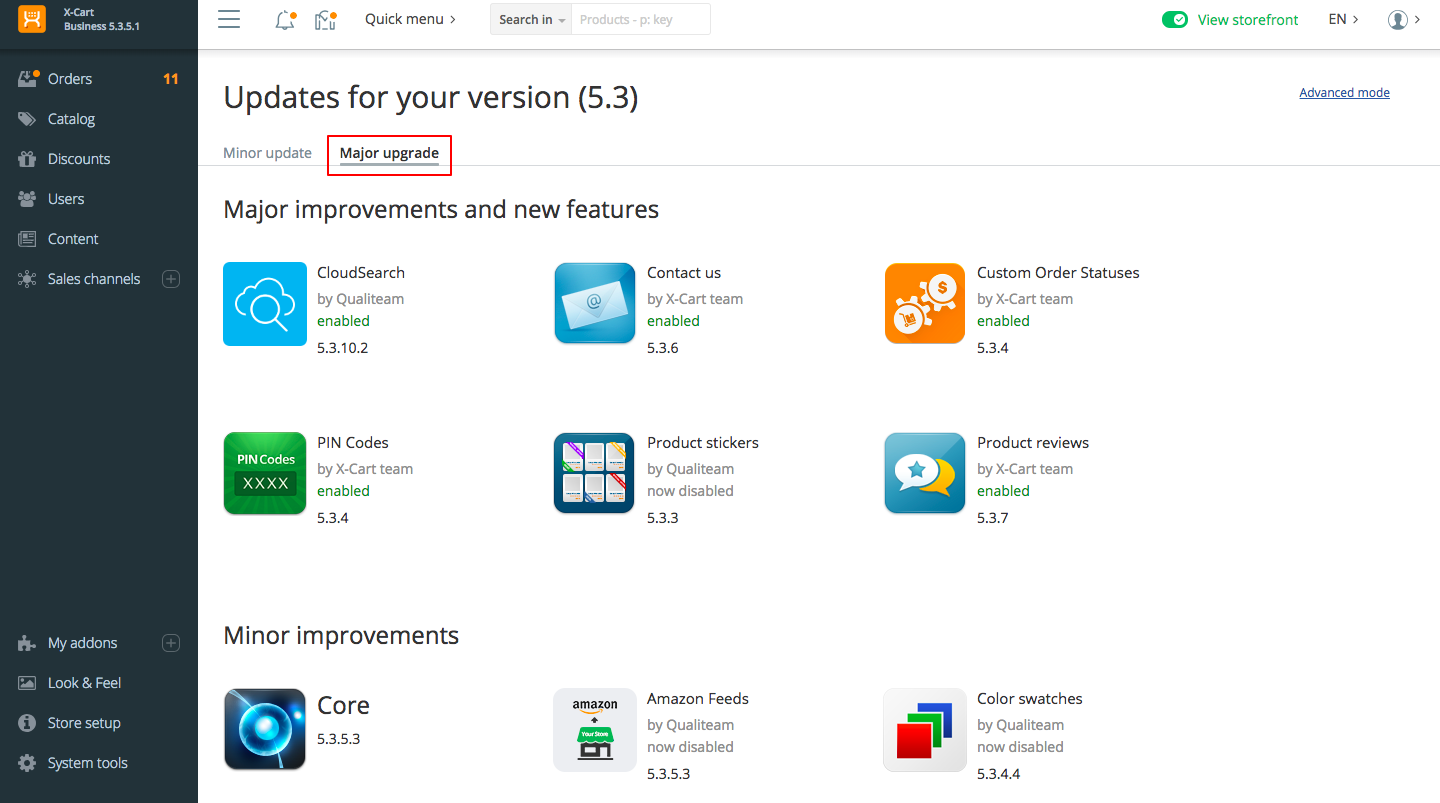 X-Cart
Business 5.3.5.1
Quick menu
Search in
Products - p: key
View storefront
EN
Orders
11
Catalog
Discounts
Users
Content
Sales channels
My addons
Look & Feel
Store setup
System tools
Updates for your version (5.3)
Advanced mode
Minor update
Major upgrade
Major improvements and new features
CloudSearch
by Qualiteam
enabled
5.3.10.2
@
Contact us
by X-Cart team
enabled
5.3.6
$
Custom Order Statuses
by X-Cart team
enabled
5.3.4
PIN Codes
XXXX
PIN Codes
by X-Cart team
enabled
5.3.4
Product stickers
by Qualiteam
now disabled
5.3.3
Product reviews
by X-Cart team
enabled
5.3.7
Minor improvements
Core
5.3.5.3
amazon
Your Store
Amazon Feeds
by Qualiteam
now disabled
5.3.5.3
Color swatches
by Qualiteam
now disabled
5.3.4.4